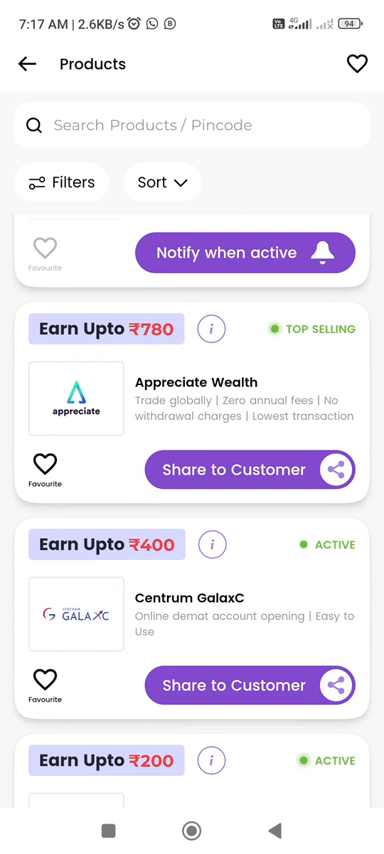 7:17 AM | 2.6KB/s
4G
94
Products
Search Products / Pincode
Filters
Sort
Favourite
Notify when active
Earn Upto ₹780
i
TOP SELLING
appreciate
Appreciate Wealth
Trade globally | Zero annual fees | No
withdrawal charges | Lowest transaction
Favourite
Share to Customer
Earn Upto ₹400
i
ACTIVE
CENTRUM
GALAXC
Centrum GalaxC
Online demat account opening | Easy to
Use
Favourite
Share to Customer
Earn Upto ₹200
i
ACTIVE